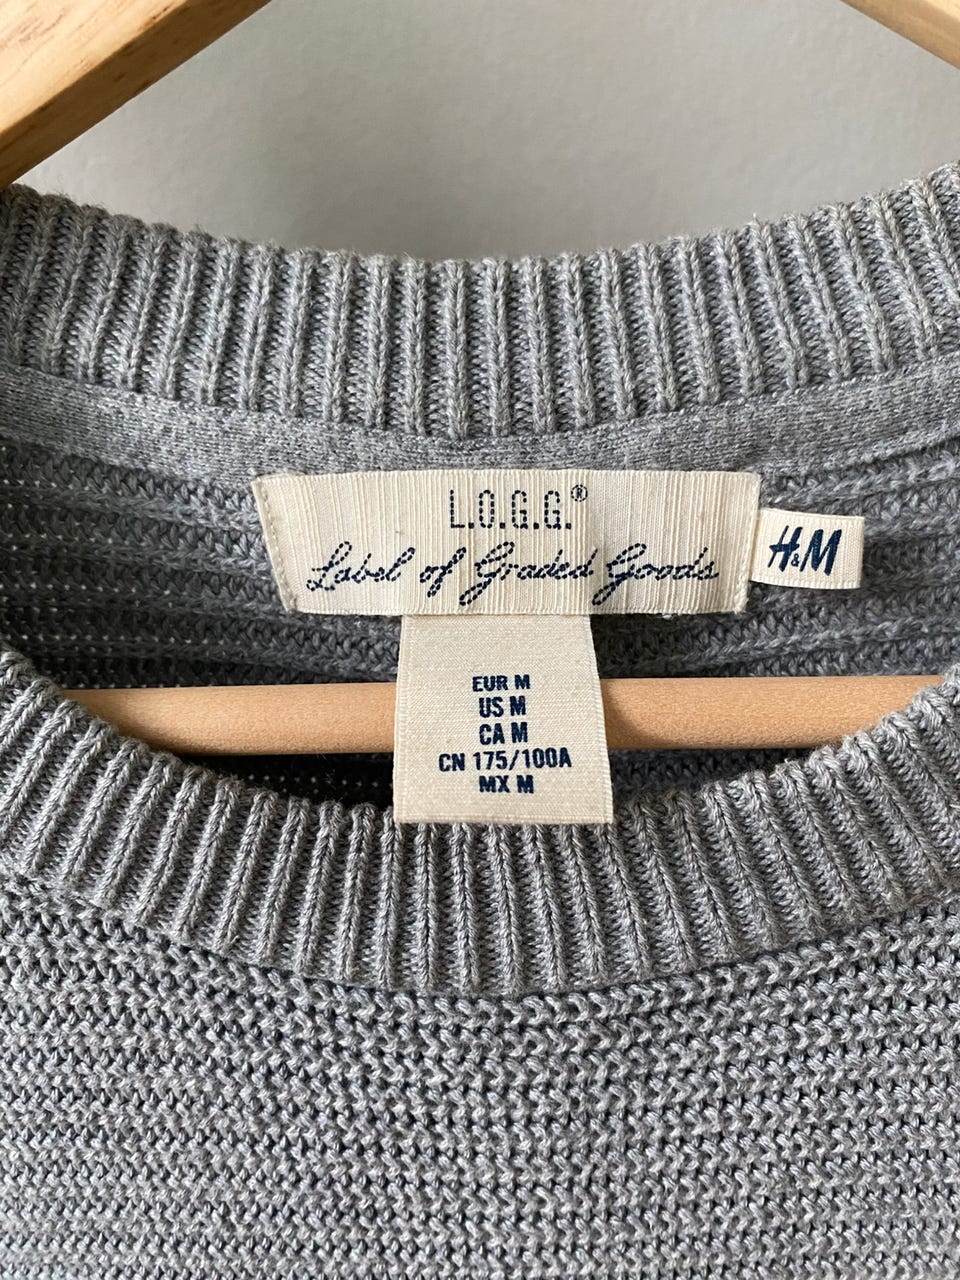 L.O.G.G.®
Label of Graded Goods
H&M
EUR M
US M
CA M
CN 175/100A
MX M